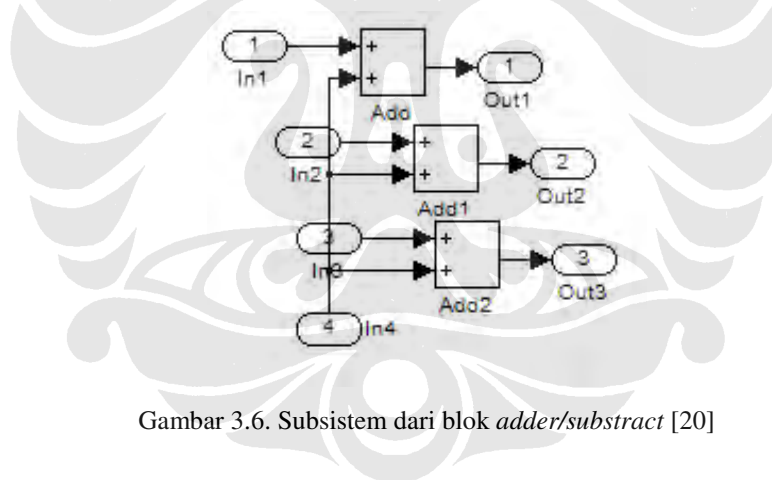 1
In1
+
+
Add
1
Out1
2
In2
+
+
Add1
2
Out2
3
In3
+
+
Add2
3
Out3
4
In4
Gambar 3.6. Subsistem dari blok adder/substract [20]